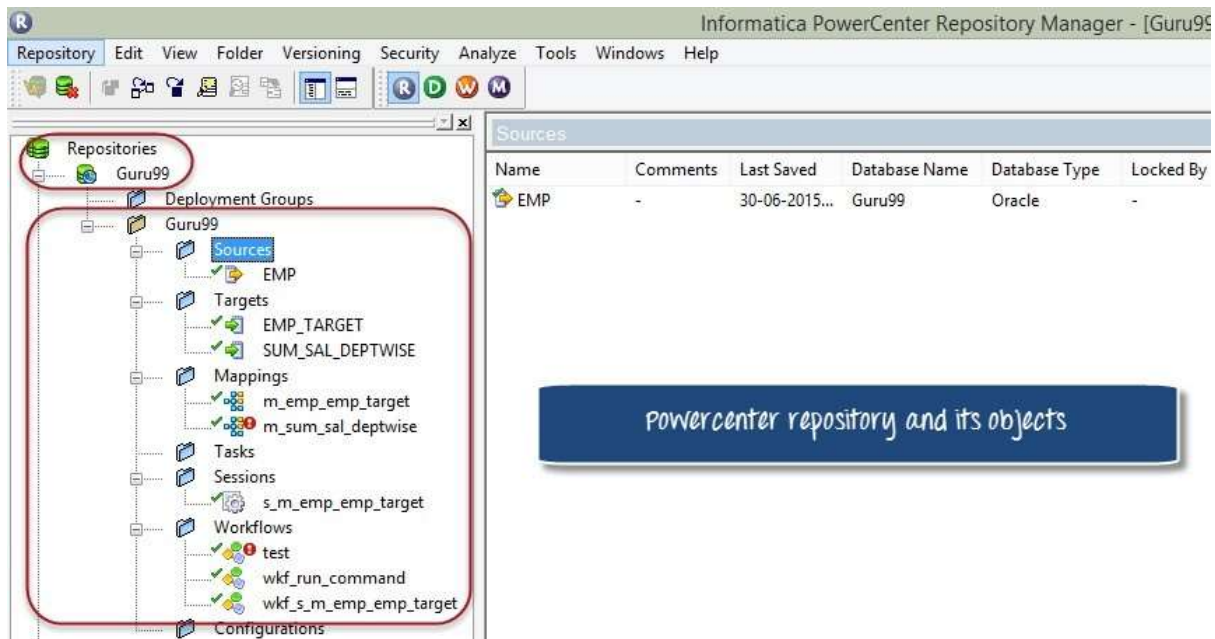 Informatica PowerCenter Repository Manager - [Guru99
Repository Edit View Folder Versioning Security Analyze Tools Windows Help
R D W M
Repositories
Guru99
Deployment Groups
Guru99
Sources
EMP
Targets
EMP_TARGET
SUM_SAL_DEPTWISE
Mappings
m_emp_emp_target
m_sum_sal_deptwise
Tasks
Sessions
s_m_emp_emp_target
Workflows
test
wkf_run_command
wkf_s_m_emp_emp_target
Configurations
Sources
Name Comments Last Saved Database Name Database Type Locked By
EMP - 30-06-2015... Guru99 Oracle -
Powercenter repository and its objects